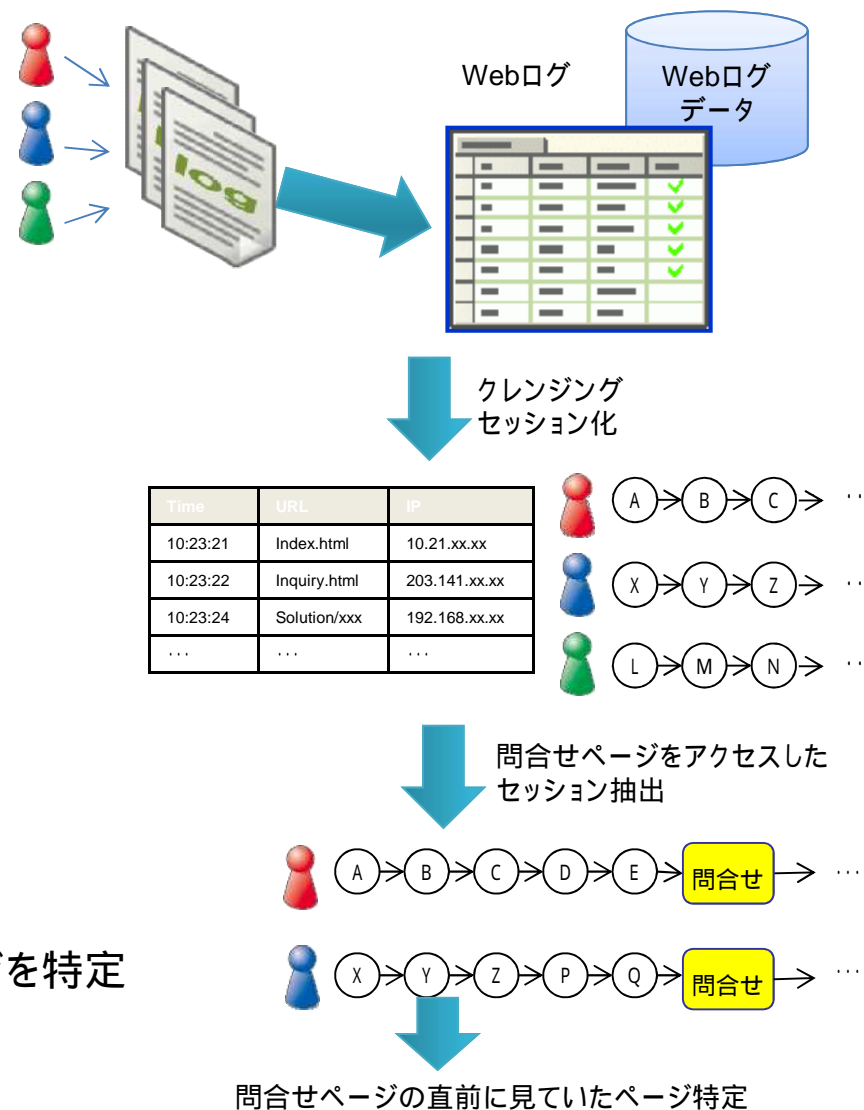 Webログ
Webログ
データ
log
クレンジング
セッション化
Time URL IP
10:23:21 Index.html 10.21.xx.xx
10:23:22 Inquiry.html 203.141.xx.xx
10:23:24 Solution/xxx 192.168.xx.xx
... ... ...
A B C ..
X Y Z ..
L M N ..
問合せページをアクセスした
セッション抽出
A B C D E 問合せ ...
を特定
X Y Z P Q 問合せ ...
問合せページの直前に見ていたページ特定